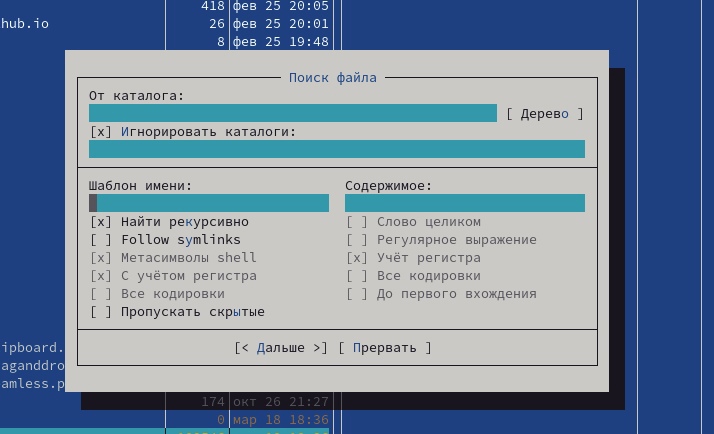 418 фев 25 20:05
hub.io 26 фев 25 20:01
8 фев 25 19:48
Поиск файла
От каталога:
[ Дерево ]
[x] Игнорировать каталоги:
Шаблон имени: Содержимое:
[x] Найти рекурсивно [ ] Слово целиком
[ ] Follow symlinks [ ] Регулярное выражение
[x] Метасимволы shell [x] Учёт регистра
[x] С учётом регистра [ ] Все кодировки
[ ] Все кодировки [ ] До первого вхождения
[ ] Пропускать скрытые
ipboard. [< Дальше >] [ Прервать ]
aganddro
amless.p
174 окт 26 21:27
0 мар 18 18:36